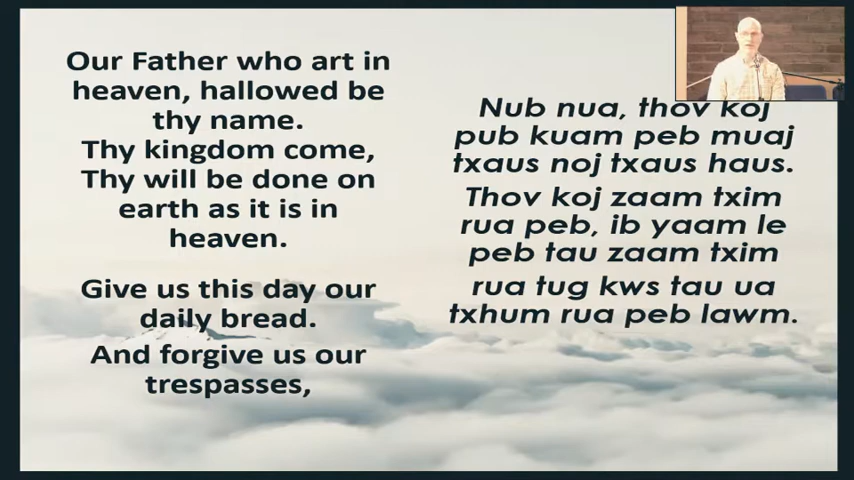 Our Father who art in
heaven, hallowed be
thy name.
Thy kingdom come,
Thy will be done on
earth as it is in
heaven.
Give us this day our
daily bread.
And forgive us our
trespasses,
Nub nua, thov koj
pub kuam peb muaj
txaus noj txaus haus.
Thov koj zaam txim
rua peb, ib yaam le
peb tau zaam txim
rua tug kws tau ua
txhum rua peb lawm.